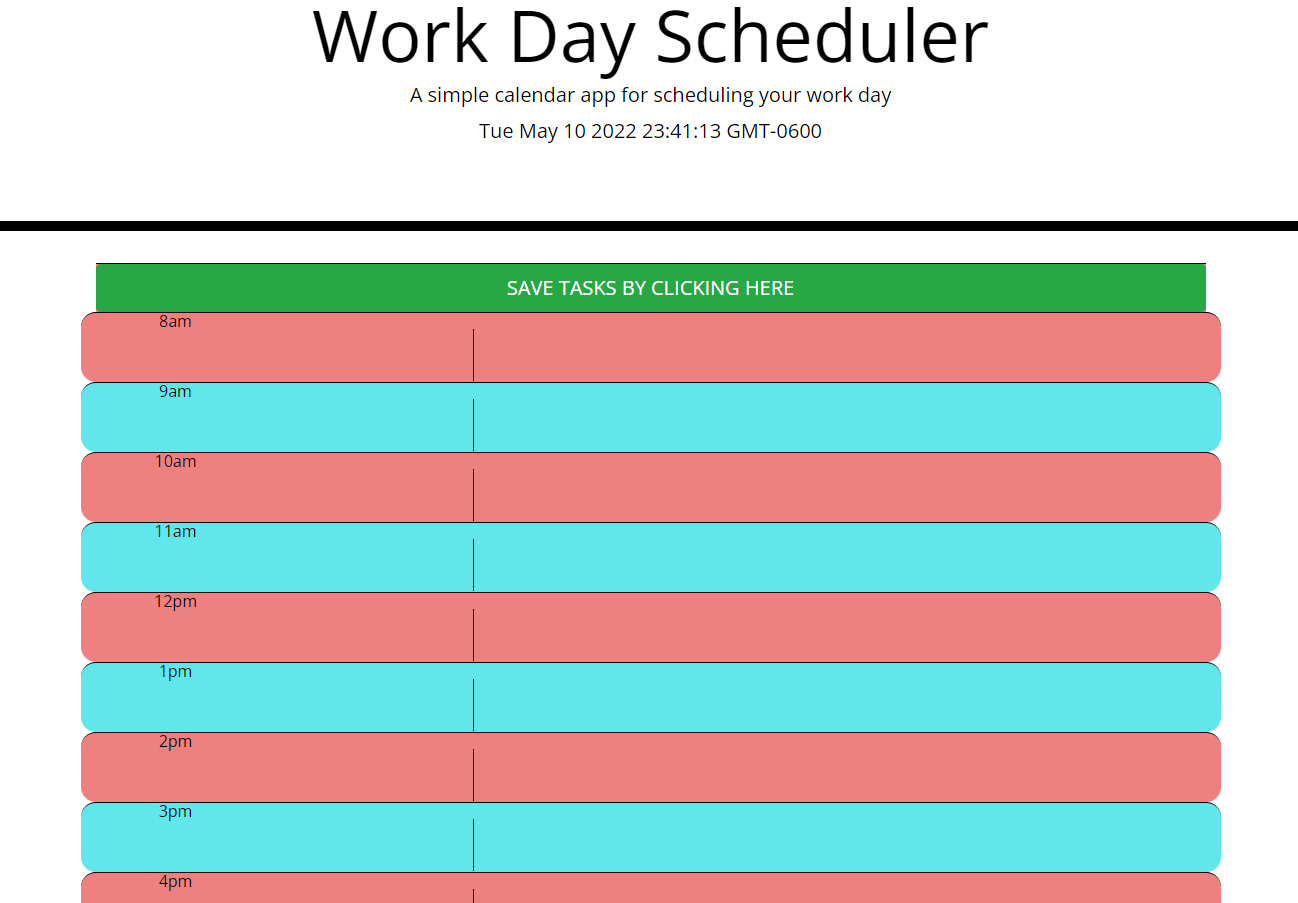 Work Day Scheduler
A simple calendar app for scheduling your work day
Tue May 10 2022 23:41:13 GMT-0600
SAVE TASKS BY CLICKING HERE
8am
9am
10am
11am
12pm
1pm
2pm
3pm
4pm